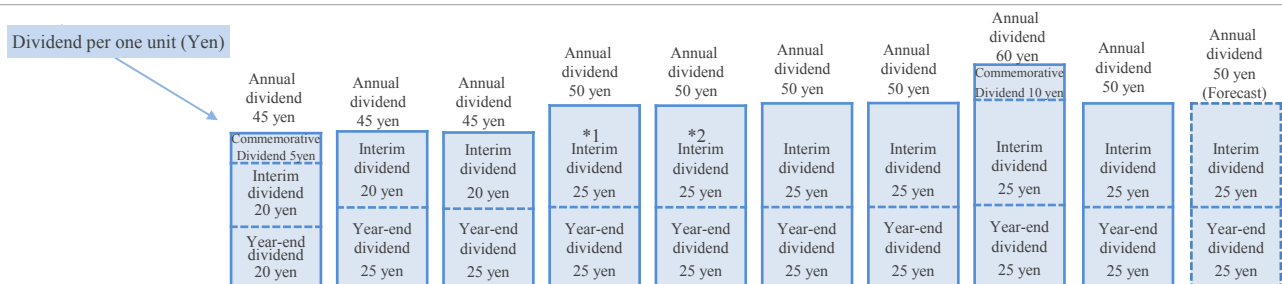 Dividend per one unit (Yen)
Annual
dividend
45 yen
Commemorative
Dividend 5yen
Interim
dividend
20 yen
Year-end
dividend
20 yen
Annual
dividend
45 yen
Interim
dividend
20 yen
Year-end
dividend
25 yen
Annual
dividend
45 yen
Interim
dividend
20 yen
Year-end
dividend
25 yen
Annual
dividend
50 yen
*1
Interim
dividend
25 yen
Year-end
dividend
25 yen
Annual
dividend
50 yen
*2
Interim
dividend
25 yen
Year-end
dividend
25 yen
Annual
dividend
50 yen
Interim
dividend
25 yen
Year-end
dividend
25 yen
Annual
dividend
50 yen
Interim
dividend
25 yen
Year-end
dividend
25 yen
Annual
dividend
60 yen
Commemorative
Dividend 10 yen
Interim
dividend
25 yen
Year-end
dividend
25 yen
Annual
dividend
50 yen
Interim
dividend
25 yen
Year-end
dividend
25 yen
Annual
dividend
50 yen
(Forecast)
Interim
dividend
25 yen
Year-end
dividend
25 yen